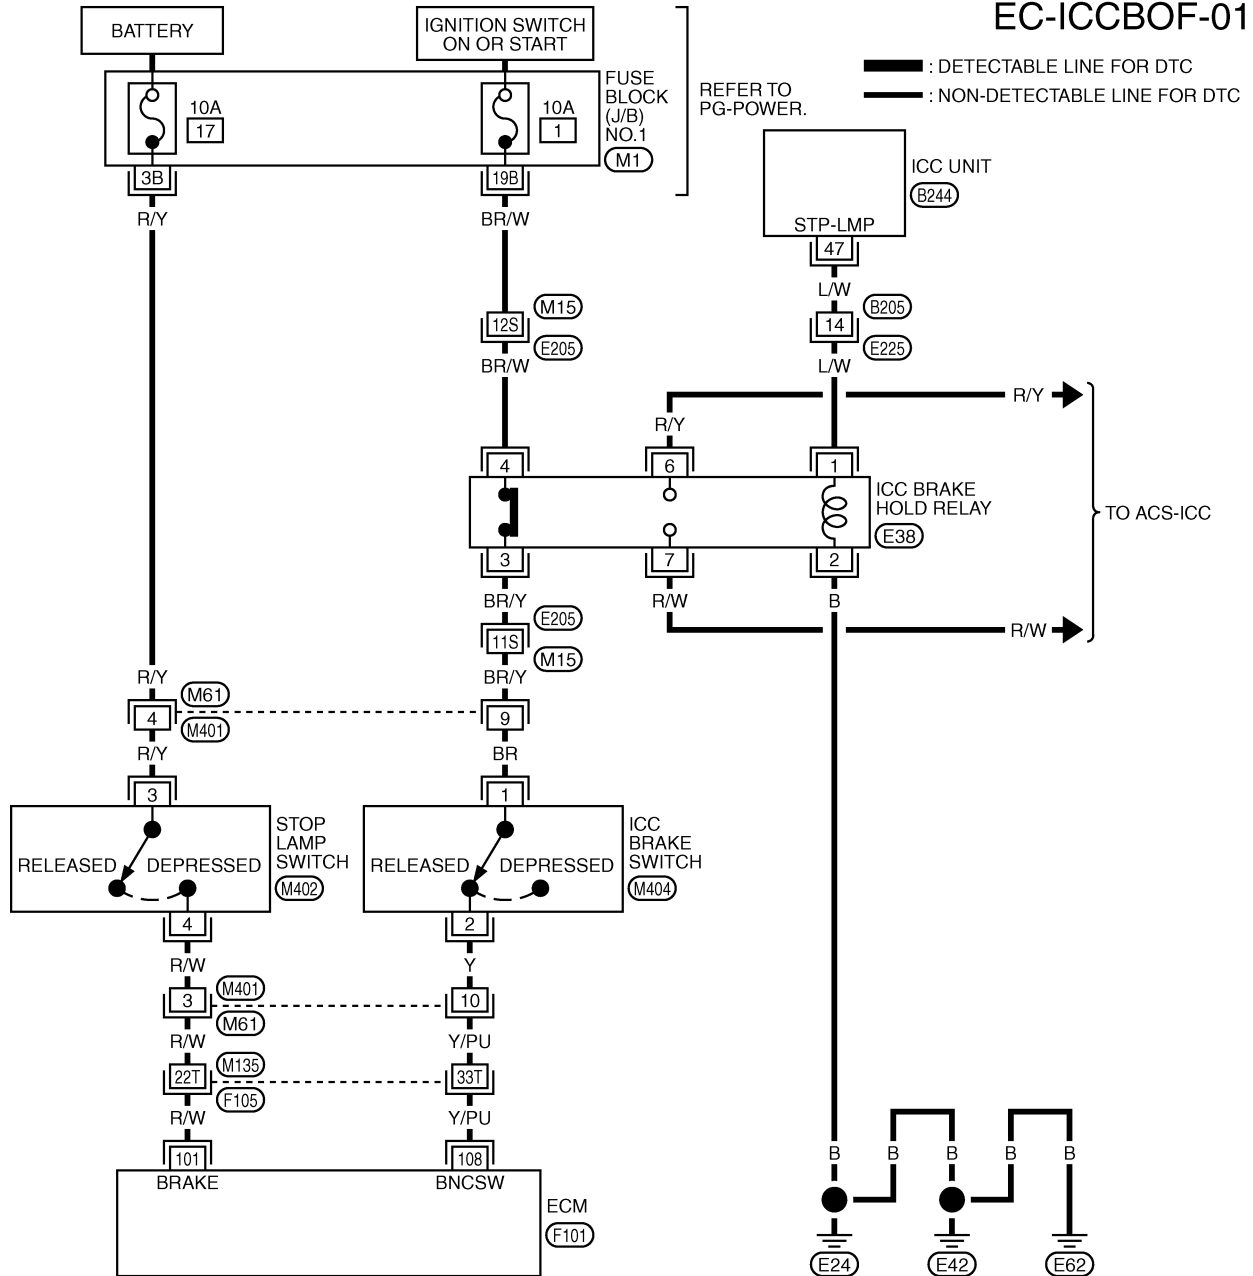 EC-ICCBOF-01
BATTERY
IGNITION SWITCH
ON OR START
: DETECTABLE LINE FOR DTC
: NON-DETECTABLE LINE FOR DTC
10A
17
10A
1
FUSE
BLOCK
(J/B)
NO.1
M1
REFER TO
PG-POWER.
3B
19B
R/Y
BR/W
ICC UNIT
B244
STP-LMP
47
L/W
M15
12S
E205
BR/W
B205
14
E225
L/W
R/Y
R/Y
4
6
1
ICC BRAKE
HOLD RELAY
E38
TO ACS-ICC
3
7
2
BR/Y
R/W
B
R/W
E205
11S
M15
BR/Y
R/Y
M61
4
M401
9
R/Y
BR
3
1
STOP
LAMP
SWITCH
M402
RELEASED
DEPRESSED
ICC
BRAKE
SWITCH
M404
RELEASED
DEPRESSED
4
2
R/W
Y
M401
3
M61
10
R/W
Y/PU
M135
22T
F105
33T
R/W
Y/PU
101
108
BRAKE
BNCSW
ECM
F101
B
B
B
B
B
E24
E42
E62